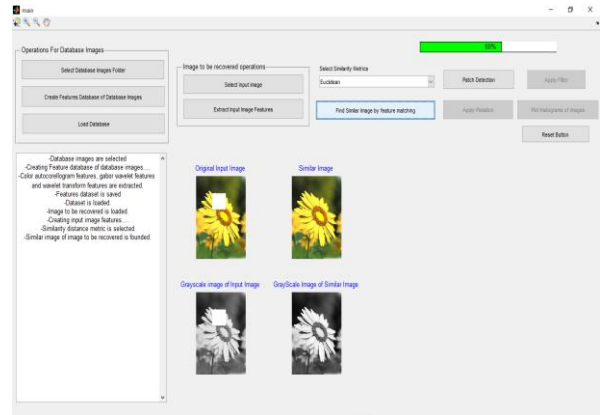 main
Operations For Database Images
Select Database Images Folder
Create Features Database of Database Images
Load Database
Image to be recovered operations
Select Input Image
Extract Input Image Features
Select Similarity Metrics
Euclidean
Find Similar Image by feature matching
60%
Patch Detection
Apply Filter
Apply Rotation
Plot Histograms of Images
Reset Button
-Database images are selected
-Creating Feature database of database images....
-Color autocorellogram features, gabor wavelet features
and wavelet transform features are extracted
-Features dataset is saved
-Dataset is loaded
-Image to be recovered is loaded
-Creating input image features....
-Similarity distance metric is selected
-Similar image of image to be recovered is founded
Original Input Image
Similar Image
Grayscale image of Input Image
GrayScale Image of Similar Image